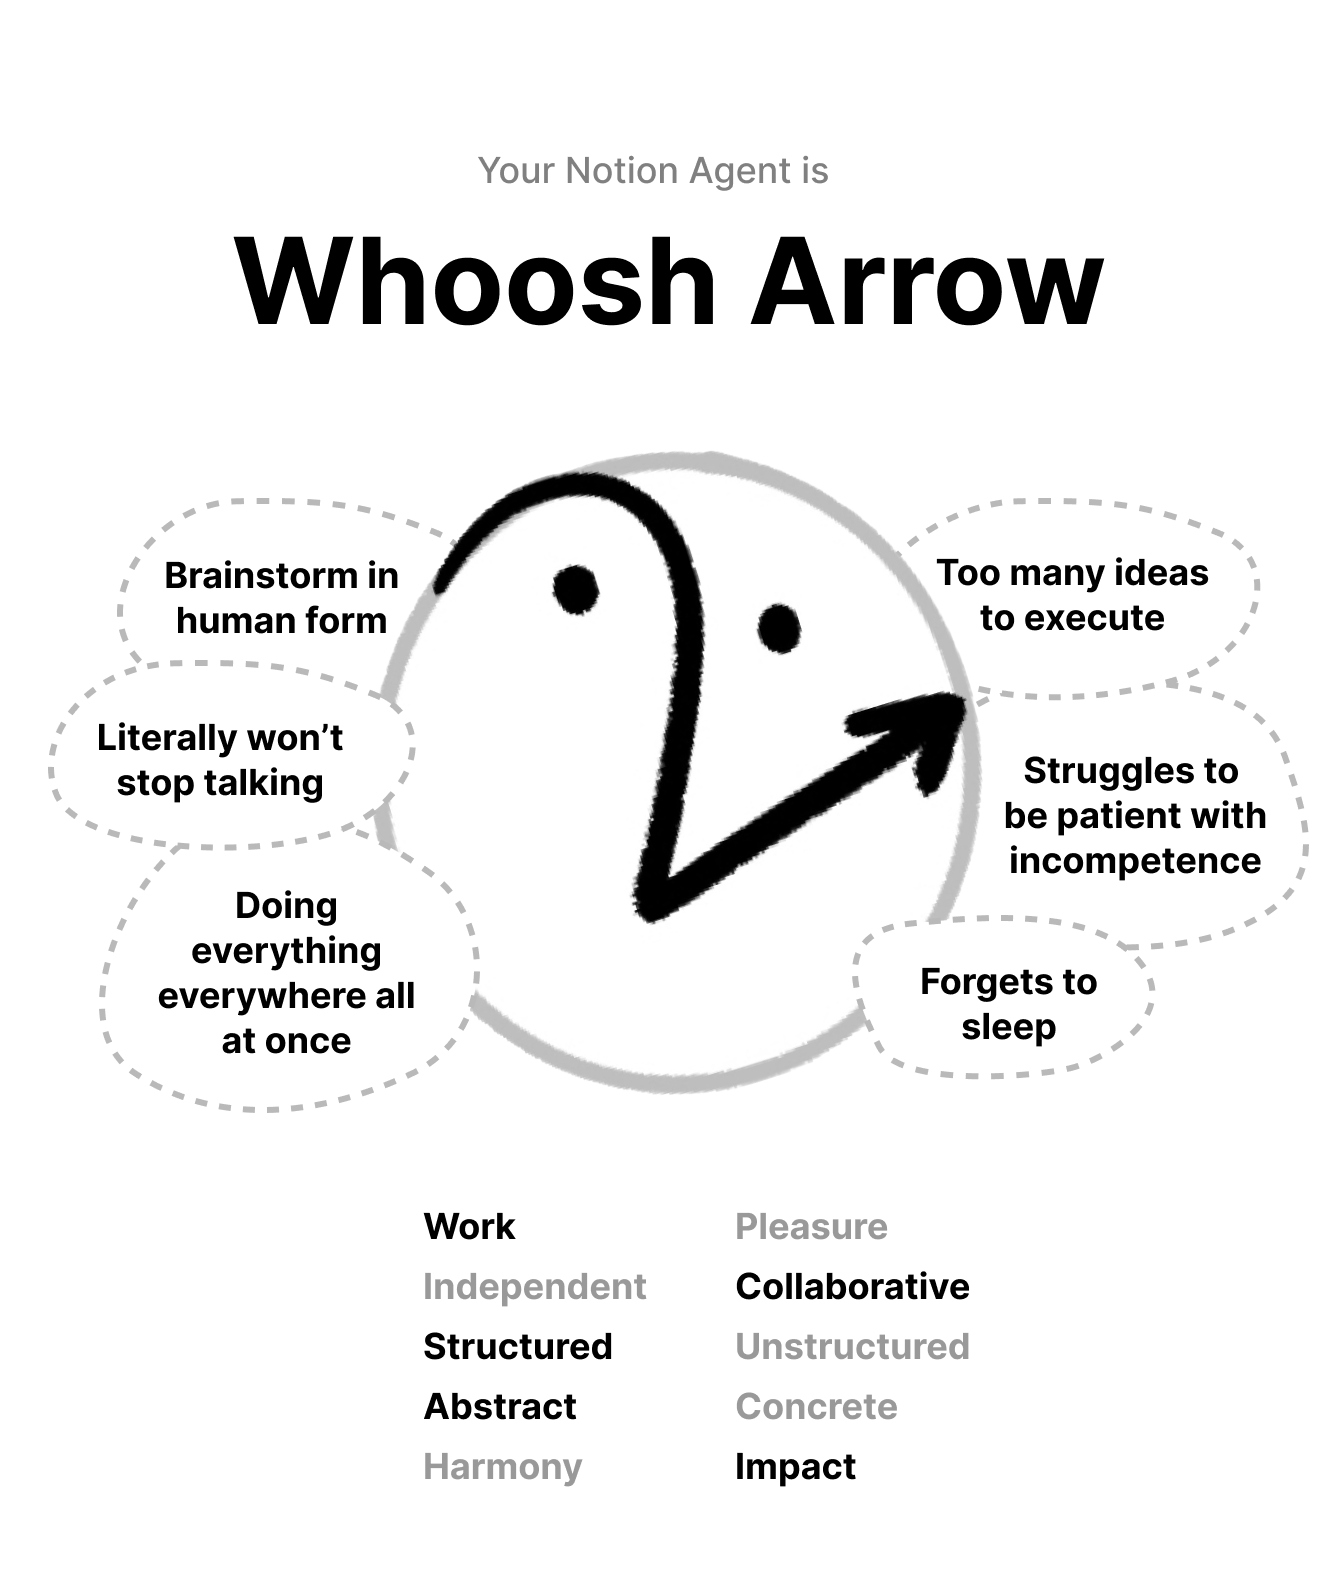 Your Notion Agent is
Whoosh Arrow
Brainstorm in
human form
Literally won’t
stop talking
Doing
everything
everywhere all
at once
Too many ideas
to execute
Struggles to
be patient with
incompetence
Forgets to
sleep
Work Pleasure
Independent Collaborative
Structured Unstructured
Abstract Concrete
Harmony Impact